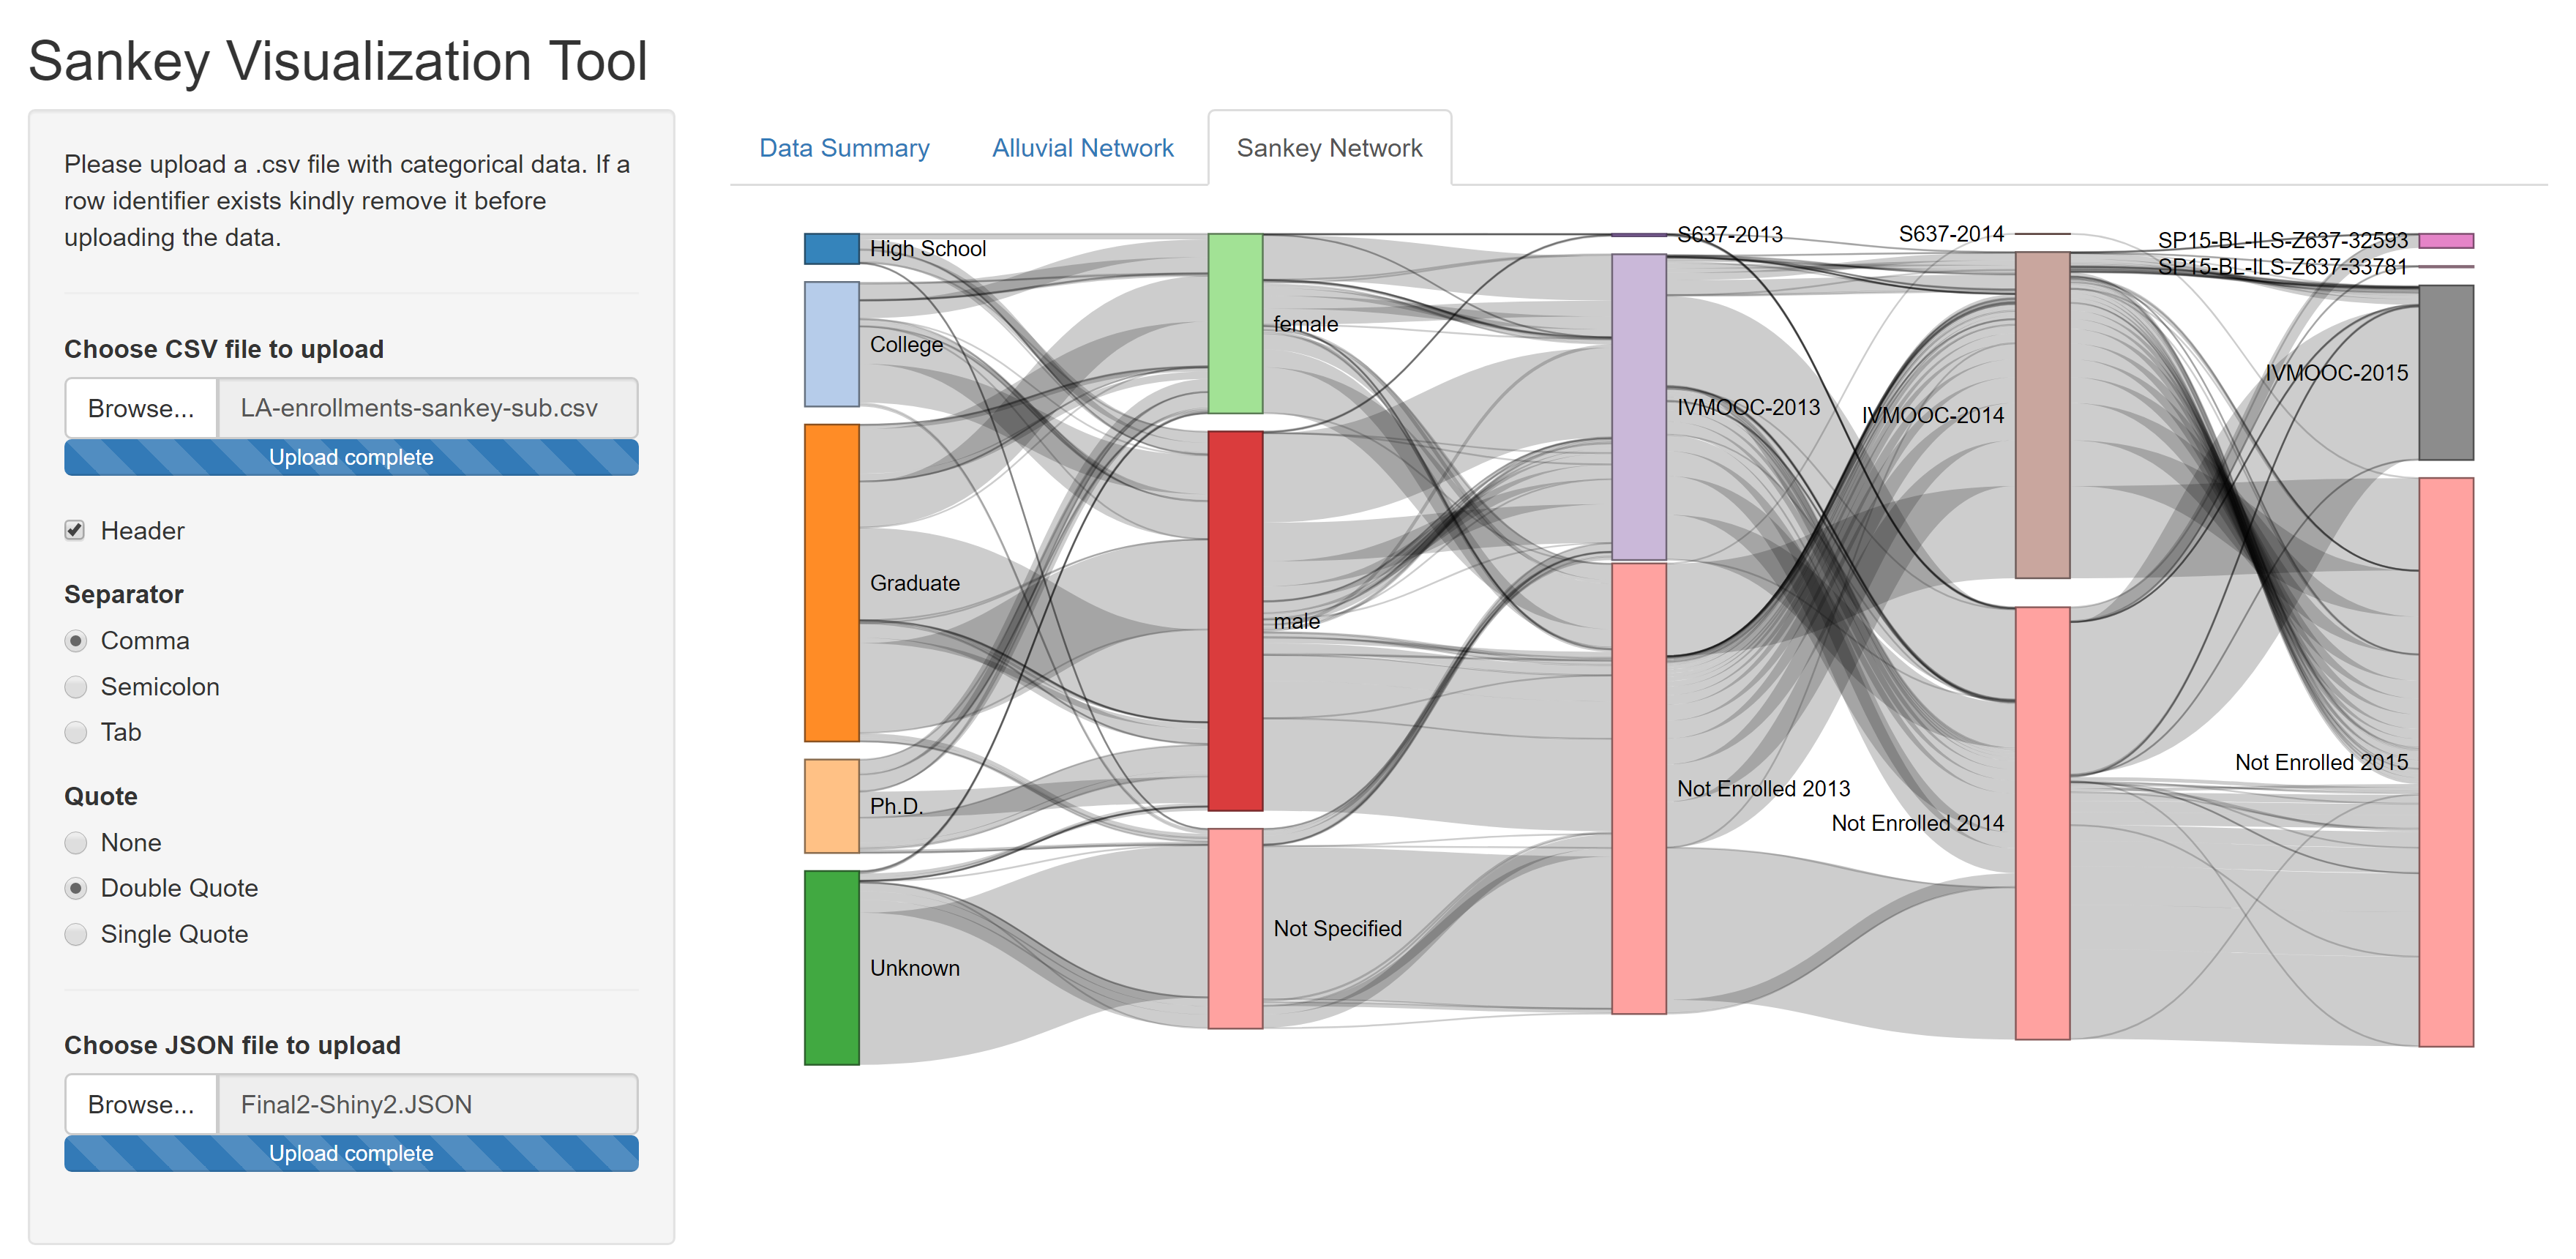 Sankey Visualization Tool
Please upload a .csv file with categorical data. If a
row identifier exists kindly remove it before
uploading the data.
Choose CSV file to upload
Browse... LA-enrollments-sankey-sub.csv
Upload complete
Header
Separator
Comma
Semicolon
Tab
Quote
None
Double Quote
Single Quote
Choose JSON file to upload
Browse... Final2-Shiny2.JSON
Upload complete
Data Summary
Alluvial Network
Sankey Network
High School
College
Graduate
Ph.D.
Unknown
female
male
Not Specified
S637-2013
IVMOOC-2013
Not Enrolled 2013
S637-2014
IVMOOC-2014
Not Enrolled 2014
SP15-BL-ILS-Z637-32593
SP15-BL-ILS-Z637-33781
IVMOOC-2015
Not Enrolled 2015